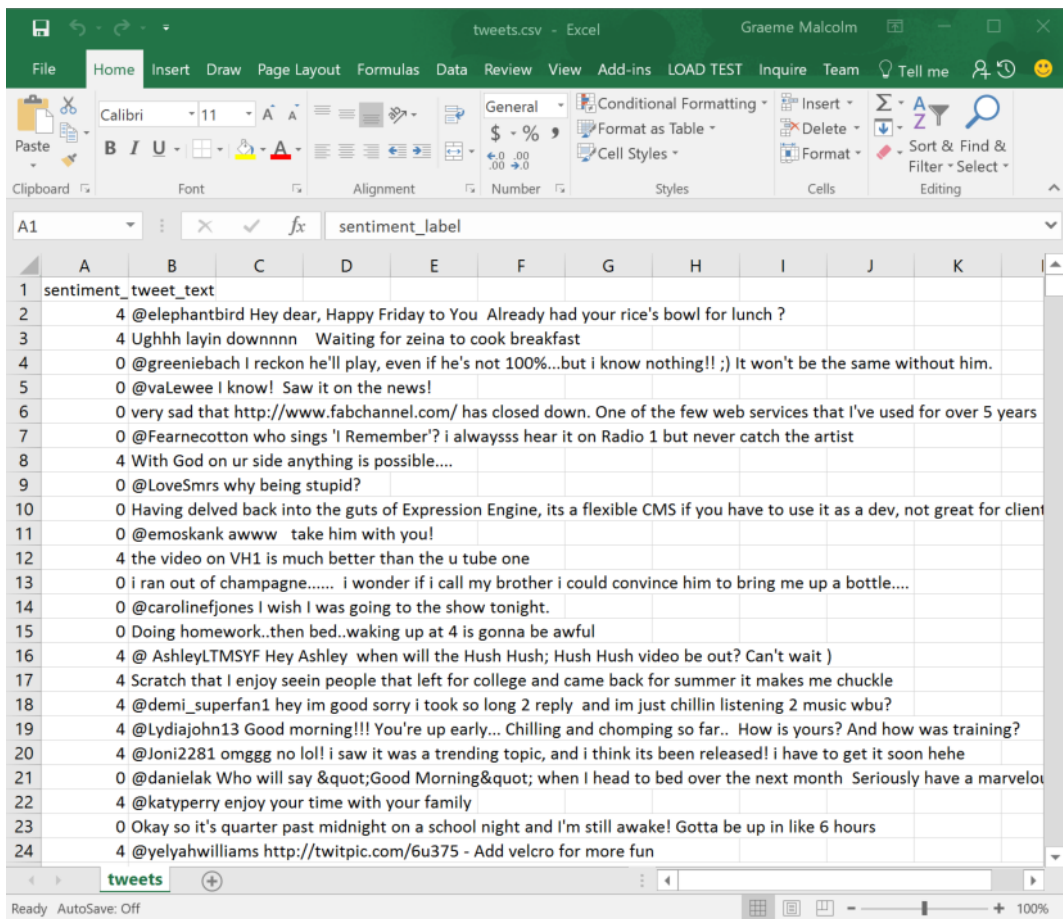 tweets.csv - Excel Graeme Malcolm
File Home Insert Draw Page Layout Formulas Data Review View Add-ins LOAD TEST Inquire Team Tell me
Paste Calibri 11 A A General Conditional Formatting Insert Σ A Z
B I U A $ % , Format as Table Delete Sort & Find &
.0 .00 .00 .0 Cell Styles Format Filter Select
Clipboard Font Alignment Number Styles Cells Editing
A1 fx sentiment_label
A B C D E F G H I J K
1 sentiment_ tweet_text
2 4 @elephantbird Hey dear, Happy Friday to You Already had your rice's bowl for lunch ?
3 4 Ughhh layin downnnn Waiting for zeina to cook breakfast
4 0 @greeniebach I reckon he'll play, even if he's not 100%...but i know nothing!! ;) It won't be the same without him.
5 0 @vaLewee I know! Saw it on the news!
6 0 very sad that http://www.fabchannel.com/ has closed down. One of the few web services that I've used for over 5 years
7 0 @Fearnecotton who sings 'I Remember'? i alwaysss hear it on Radio 1 but never catch the artist
8 4 With God on ur side anything is possible....
9 0 @LoveSmrs why being stupid?
10 0 Having delved back into the guts of Expression Engine, its a flexible CMS if you have to use it as a dev, not great for client
11 0 @emoskank awww take him with you!
12 4 the video on VH1 is much better than the u tube one
13 0 i ran out of champagne...... i wonder if i call my brother i could convince him to bring me up a bottle....
14 0 @carolinefjones I wish I was going to the show tonight.
15 0 Doing homework..then bed..waking up at 4 is gonna be awful
16 4 @ AshleyLTMSYF Hey Ashley when will the Hush Hush; Hush Hush video be out? Can't wait )
17 4 Scratch that I enjoy seein people that left for college and came back for summer it makes me chuckle
18 4 @demi_superfan1 hey im good sorry i took so long 2 reply and im just chillin listening 2 music wbu?
19 4 @Lydiajohn13 Good morning!!! You're up early... Chilling and chomping so far.. How is yours? And how was training?
20 4 @Joni2281 omggg no lol! i saw it was a trending topic, and i think its been released! i have to get it soon hehe
21 0 @danielak Who will say &quot;Good Morning&quot; when I head to bed over the next month Seriously have a marvelou
22 4 @katyperry enjoy your time with your family
23 0 Okay so it's quarter past midnight on a school night and I'm still awake! Gotta be up in like 6 hours
24 4 @yelyahwilliams http://twitpic.com/6u375 - Add velcro for more fun
tweets
Ready AutoSave: Off 100%